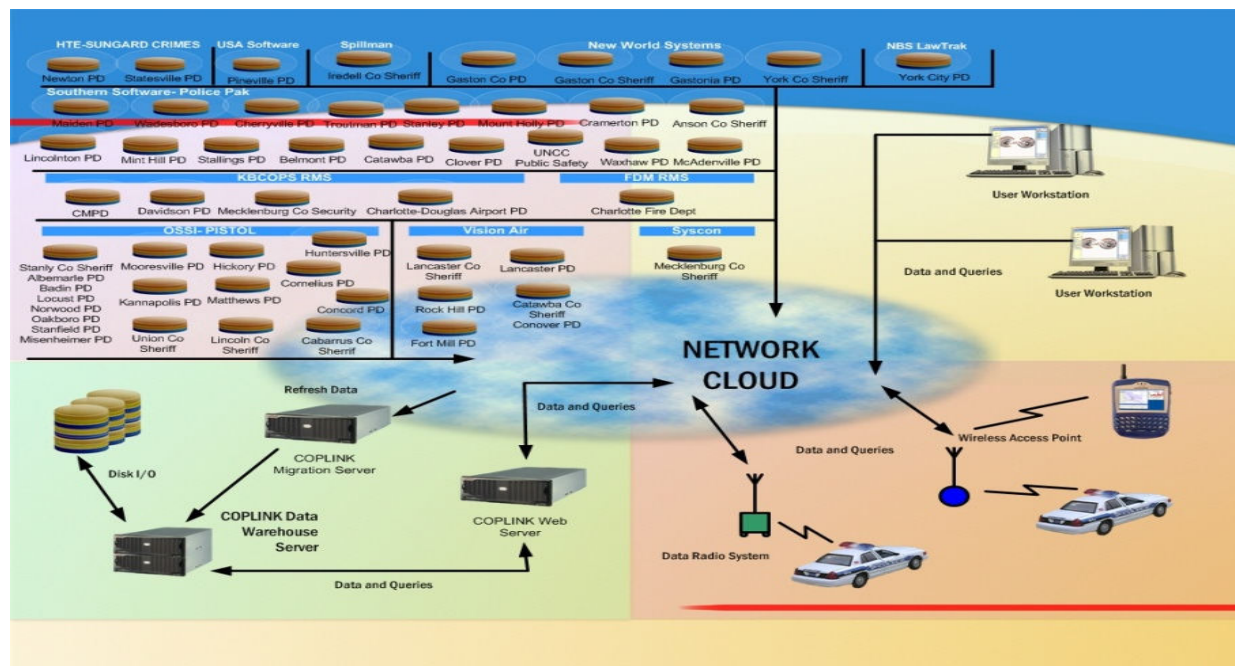 HTE-SUNGARD CRIMES
USA Software
Spillman
New World Systems
NBS LawTrak
Newton PD
Statesville PD
Pineville PD
Iredell Co Sheriff
Gaston Co PD
Gaston Co Sheriff
Gastonia PD
York Co Sheriff
York City PD
Southern Software- Police Pak
Maiden PD
Wadesboro PD
Cherryville PD
Troutman PD
Stanley PD
Mount Holly PD
Cramerton PD
Anson Co Sheriff
Lincolnton PD
Mint Hill PD
Stallings PD
Belmont PD
Catawba PD
Clover PD
UNCC
Public Safety
Waxhaw PD
McAdenville PD
KBCOPS RMS
FDM RMS
CMPD
Davidson PD
Mecklenburg Co Security
Charlotte-Douglas Airport PD
Charlotte Fire Dept
OSSI- PISTOL
Vision Air
Syscon
Stanly Co Sheriff
Albemarle PD
Badin PD
Locust PD
Norwood PD
Oakboro PD
Stanfield PD
Misenheimer PD
Mooresville PD
Hickory PD
Huntersville PD
Cornelius PD
Kannapolis PD
Matthews PD
Concord PD
Union Co
Sheriff
Lincoln Co
Sheriff
Cabarrus Co
Sherrif
Lancaster Co
Sheriff
Lancaster PD
Rock Hill PD
Catawba Co
Sheriff
Conover PD
Fort Mill PD
Mecklenburg Co
Sheriff
User Workstation
Data and Queries
User Workstation
NETWORK
CLOUD
Refresh Data
COPLINK
Migration Server
Disk I/O
COPLINK Data
Warehouse
Server
Data and Queries
COPLINK Web
Server
Data and Queries
Data and Queries
Wireless Access Point
Data Radio System